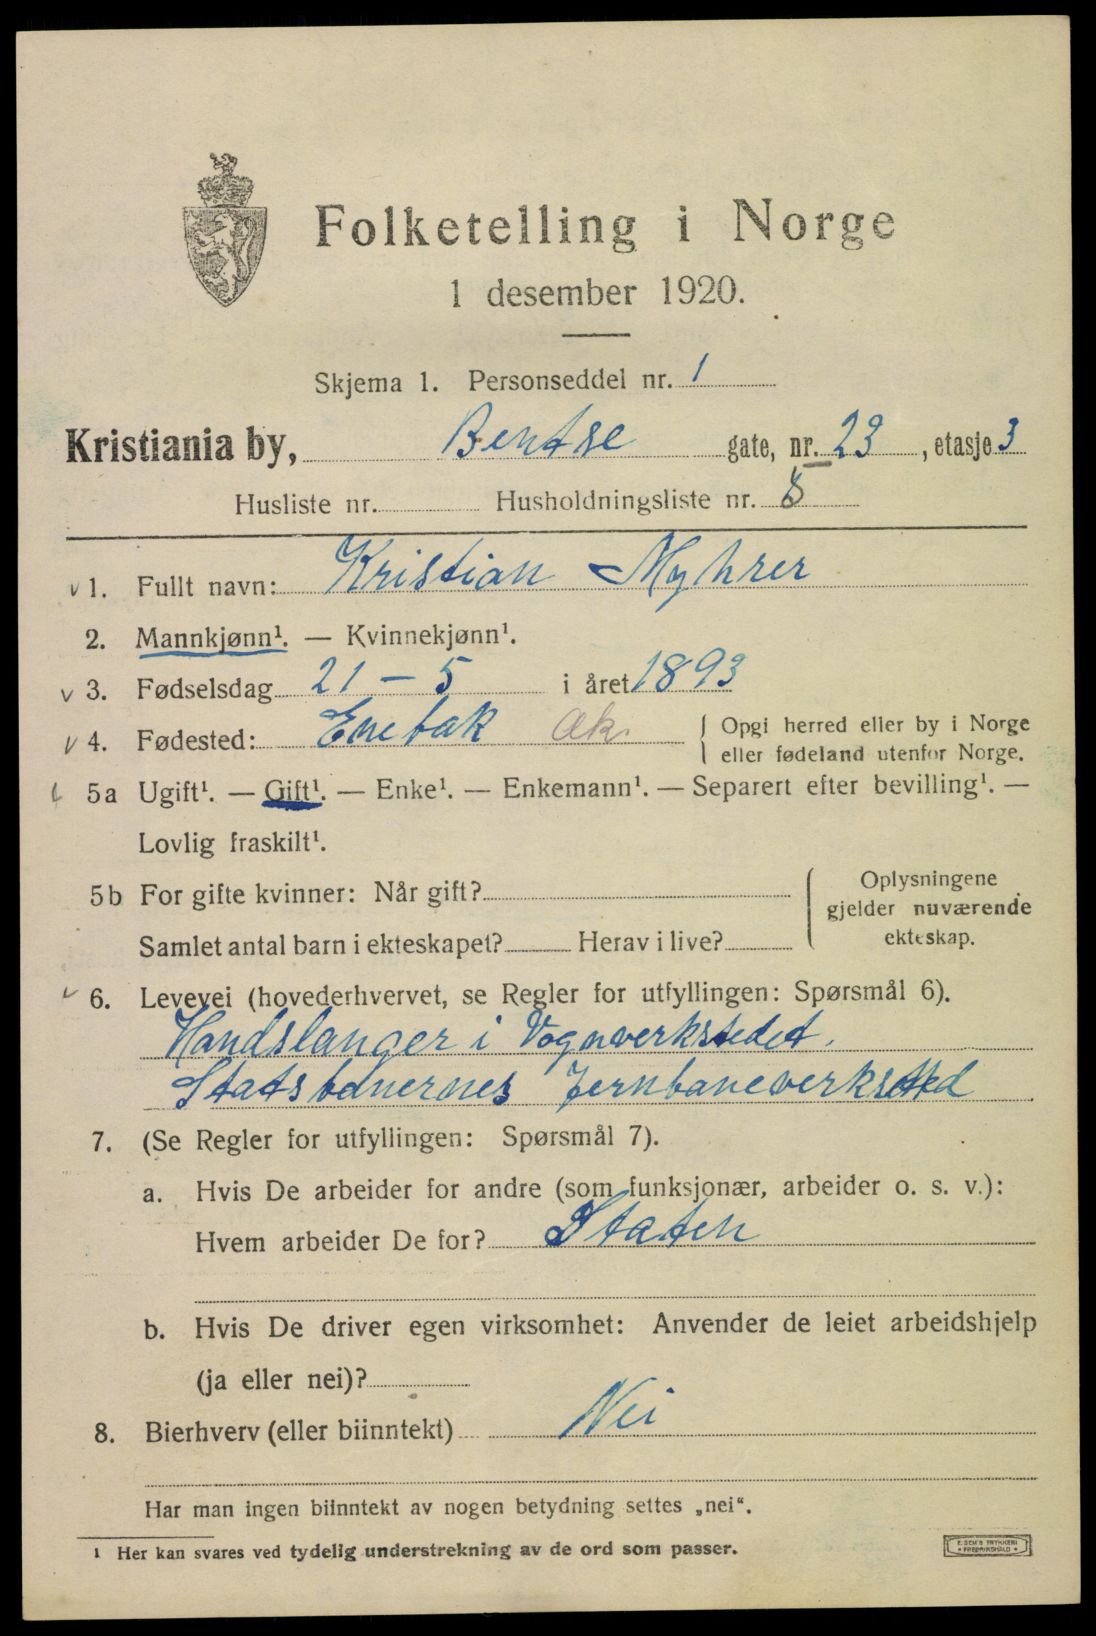 Folketelling i Norge
1 desember 1920.
Skjema 1. Personseddel nr. 1
Kristiania by, Bentse gate, nr. 23, etasje 3
Husliste nr. Husholdningsliste nr. 8
v 1. Fullt navn: Kristian Myhrer
2. Mannkjønn¹. — Kvinnekjønn¹.
v 3. Fødselsdag 21 – 5 i året 1893
v 4. Fødested: Enebak Ak. { Opgi herred eller by i Norge
eller fødeland utenfor Norge.
5a Ugift¹. — Gift¹. — Enke¹. — Enkemann¹. — Separert efter bevilling¹. —
Lovlig fraskilt¹.
5b For gifte kvinner: Når gift? { Oplysningene
gjelder nuværende
Samlet antal barn i ekteskapet? Herav i live? ekteskap.
v 6. Levevei (hovederhvervet, se Regler for utfyllingen: Spørsmål 6).
Handslanger i Vognverkstedet.
Statsbanernes Jernbaneverksted
7. (Se Regler for utfyllingen: Spørsmål 7).
a. Hvis De arbeider for andre (som funksjonær, arbeider o. s. v.):
Hvem arbeider De for? Staten
b. Hvis De driver egen virksomhet: Anvender de leiet arbeidshjelp
(ja eller nei)?
8. Bierhverv (eller biinntekt) Nei
Har man ingen biinntekt av nogen betydning settes „nei“.
¹ Her kan svares ved tydelig understrekning av de ord som passer.
FREDRIKSHALD